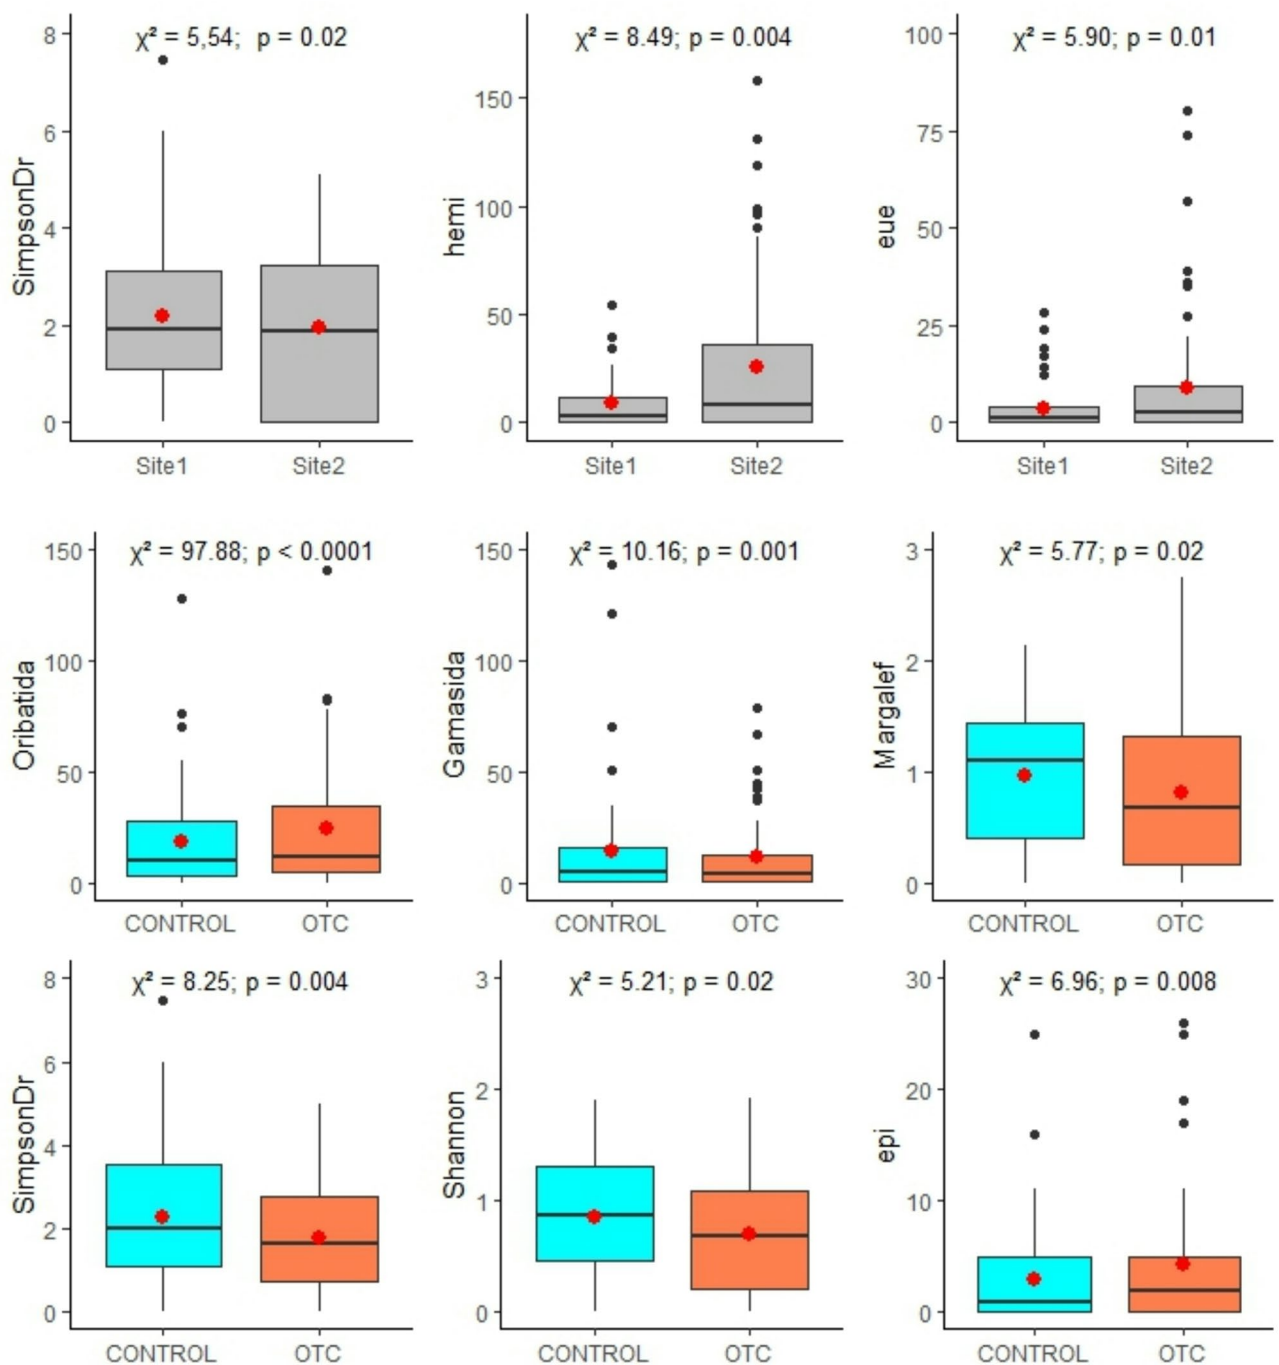 χ² = 5,54; p = 0.02
SimpsonDr
8
6
4
2
0
Site1 Site2
χ² = 8.49; p = 0.004
hemi
150
100
50
0
Site1 Site2
χ² = 5.90; p = 0.01
eue
100
75
50
25
0
Site1 Site2
χ² = 97.88; p < 0.0001
Oribatida
150
100
50
0
CONTROL OTC
χ² = 10.16; p = 0.001
Gamasida
150
100
50
0
CONTROL OTC
χ² = 5.77; p = 0.02
Margalef
3
2
1
0
CONTROL OTC
χ² = 8.25; p = 0.004
SimpsonDr
8
6
4
2
0
CONTROL OTC
χ² = 5.21; p = 0.02
Shannon
3
2
1
0
CONTROL OTC
χ² = 6.96; p = 0.008
epi
30
20
10
0
CONTROL OTC